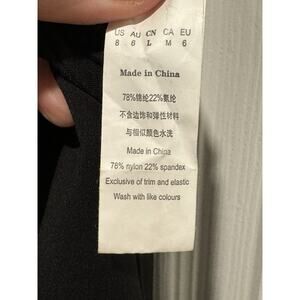 US AU CN CA EU
8 6 L M 6
Made in China
78%锦纶22%氨纶
不含边饰和弹性材料
与相似颜色水洗
Made in China
78% nylon 22% spandex
Exclusive of trim and elastic
Wash with like colours